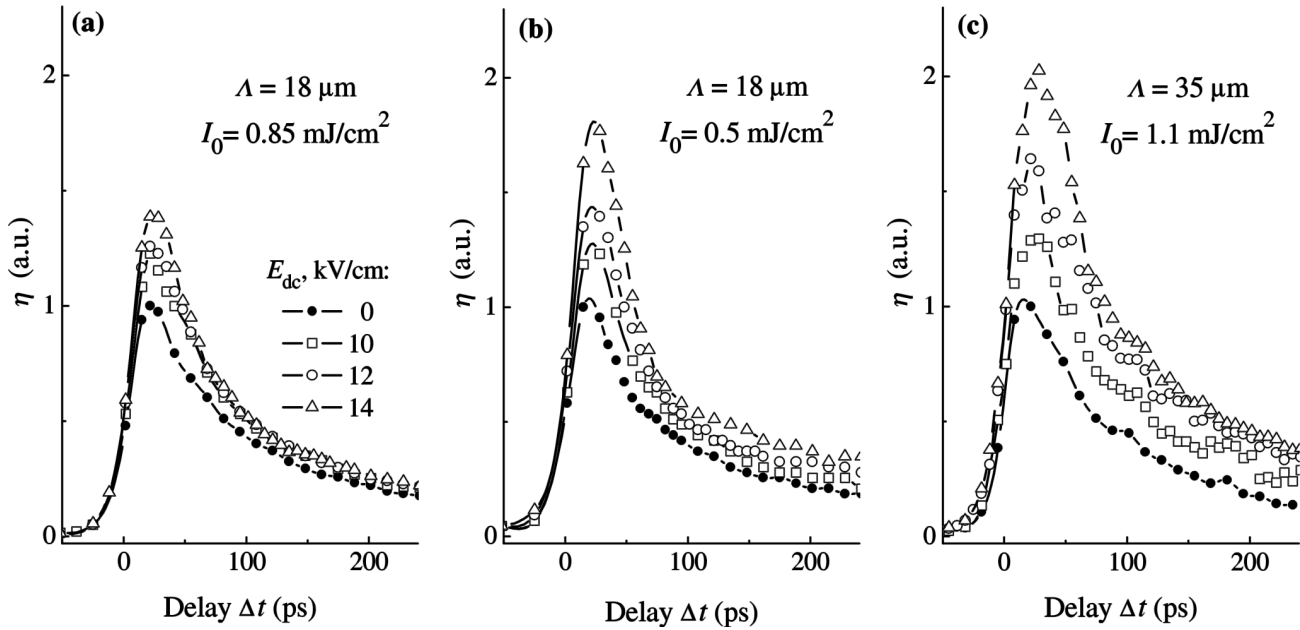 (a)
Λ = 18 μm
I₀= 0.85 mJ/cm²
E_dc, kV/cm:
0
10
12
14
2
1
0
η (a.u.)
0 100 200
Delay Δt (ps)
(b)
Λ = 18 μm
I₀= 0.5 mJ/cm²
2
1
0
η (a.u.)
0 100 200
Delay Δt (ps)
(c)
Λ = 35 μm
I₀= 1.1 mJ/cm²
2
1
0
η (a.u.)
0 100 200
Delay Δt (ps)